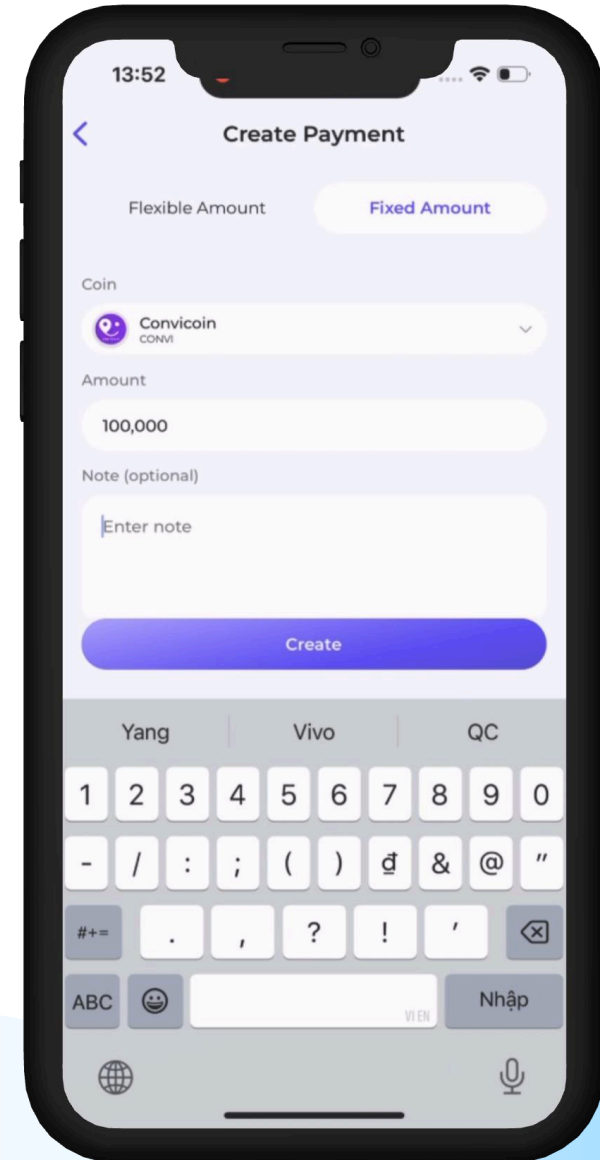 13:52
Create Payment
Flexible Amount Fixed Amount
Coin
Convicoin
CONVI
Amount
100,000
Note (optional)
Enter note
Create
Yang Vivo QC
1 2 3 4 5 6 7 8 9 0
- / : ; ( ) ₫ & @ "
#+= . , ? ! '
ABC VI EN Nhập